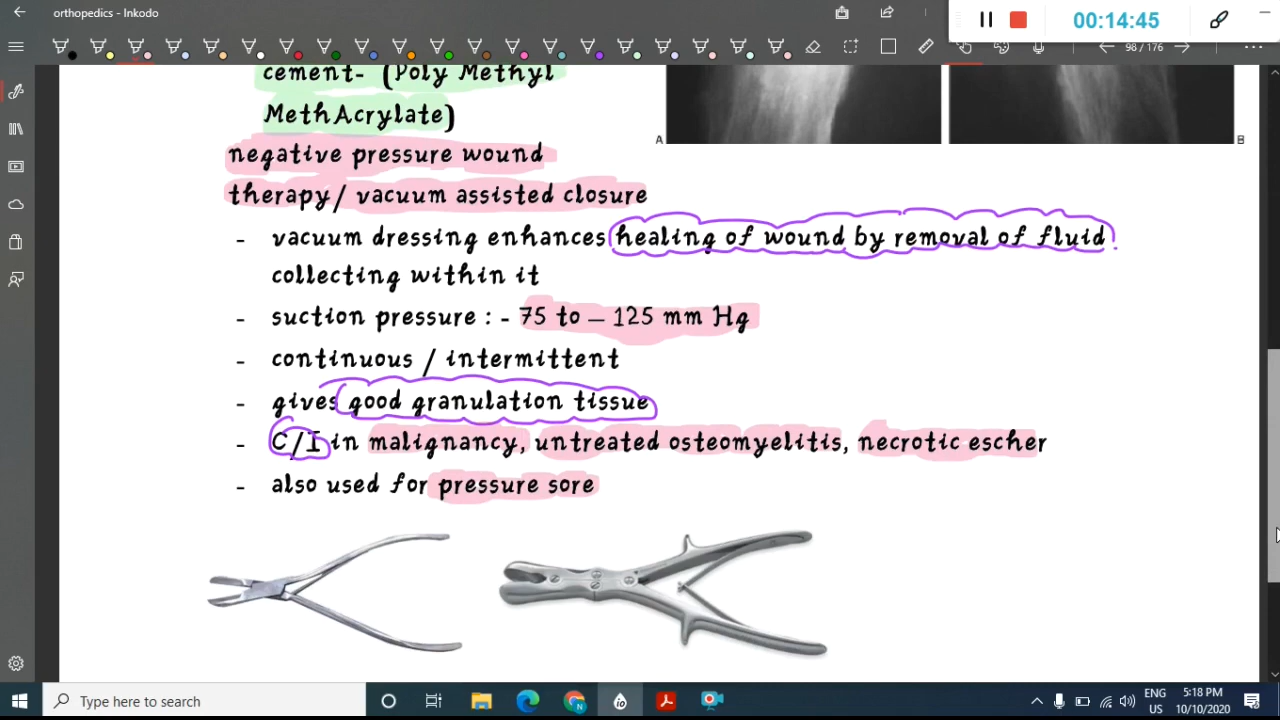 orthopedics - Inkodo
00:14:45
98 / 176
cement- (Poly Methyl
MethAcrylate)
A
B
negative pressure wound
therapy/ vacuum assisted closure
- vacuum dressing enhances healing of wound by removal of fluid
collecting within it
- suction pressure : - 75 to – 125 mm Hg
- continuous / intermittent
- gives good granulation tissue
- C/I in malignancy, untreated osteomyelitis, necrotic escher
- also used for pressure sore
Type here to search
N
ENG
US
5:18 PM
10/10/2020